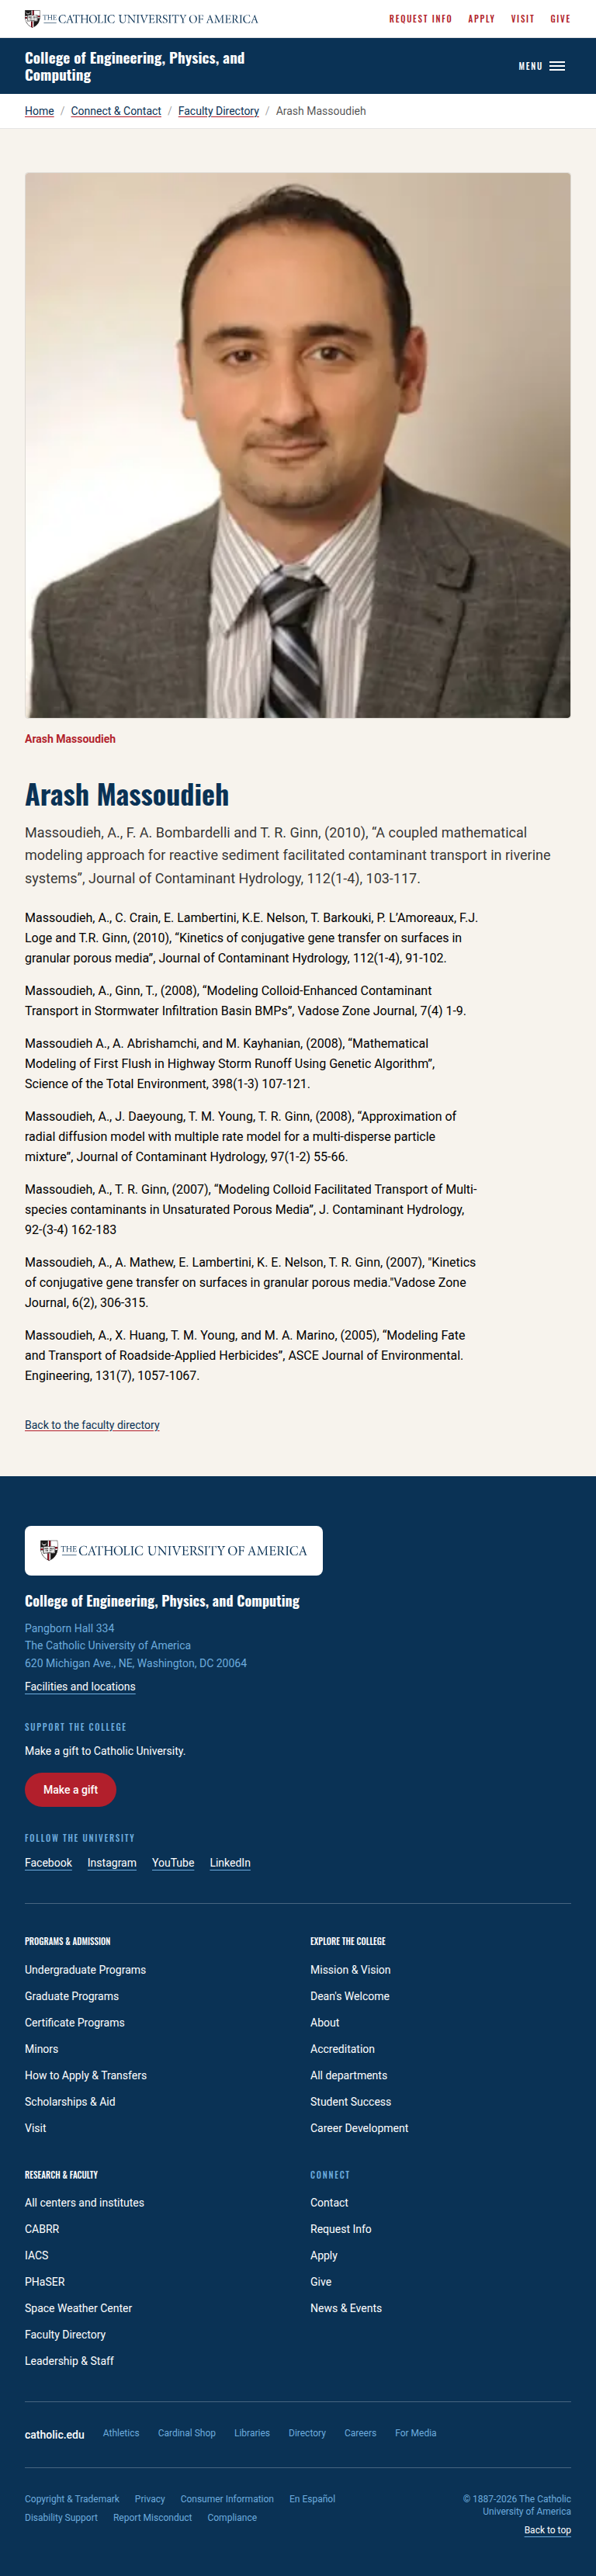 THE CATHOLIC UNIVERSITY OF AMERICA
REQUEST INFO APPLY VISIT GIVE
College of Engineering, Physics, and
Computing
MENU
Home / Connect & Contact / Faculty Directory / Arash Massoudieh
Arash Massoudieh
Arash Massoudieh
Massoudieh, A., F. A. Bombardelli and T. R. Ginn, (2010), “A coupled mathematical
modeling approach for reactive sediment facilitated contaminant transport in riverine
systems”, Journal of Contaminant Hydrology, 112(1-4), 103-117.
Massoudieh, A., C. Crain, E. Lambertini, K.E. Nelson, T. Barkouki, P. L’Amoreaux, F.J.
Loge and T.R. Ginn, (2010), “Kinetics of conjugative gene transfer on surfaces in
granular porous media”, Journal of Contaminant Hydrology, 112(1-4), 91-102.
Massoudieh, A., Ginn, T., (2008), “Modeling Colloid-Enhanced Contaminant
Transport in Stormwater Infiltration Basin BMPs”, Vadose Zone Journal, 7(4) 1-9.
Massoudieh A., A. Abrishamchi, and M. Kayhanian, (2008), “Mathematical
Modeling of First Flush in Highway Storm Runoff Using Genetic Algorithm”,
Science of the Total Environment, 398(1-3) 107-121.
Massoudieh, A., J. Daeyoung, T. M. Young, T. R. Ginn, (2008), “Approximation of
radial diffusion model with multiple rate model for a multi-disperse particle
mixture”, Journal of Contaminant Hydrology, 97(1-2) 55-66.
Massoudieh, A., T. R. Ginn, (2007), “Modeling Colloid Facilitated Transport of Multi-
species contaminants in Unsaturated Porous Media”, J. Contaminant Hydrology,
92-(3-4) 162-183
Massoudieh, A., A. Mathew, E. Lambertini, K. E. Nelson, T. R. Ginn, (2007), "Kinetics
of conjugative gene transfer on surfaces in granular porous media."Vadose Zone
Journal, 6(2), 306-315.
Massoudieh, A., X. Huang, T. M. Young, and M. A. Marino, (2005), “Modeling Fate
and Transport of Roadside-Applied Herbicides”, ASCE Journal of Environmental.
Engineering, 131(7), 1057-1067.
Back to the faculty directory
THE CATHOLIC UNIVERSITY OF AMERICA
College of Engineering, Physics, and Computing
Pangborn Hall 334
The Catholic University of America
620 Michigan Ave., NE, Washington, DC 20064
Facilities and locations
SUPPORT THE COLLEGE
Make a gift to Catholic University.
Make a gift
FOLLOW THE UNIVERSITY
Facebook Instagram YouTube LinkedIn
PROGRAMS & ADMISSION
Undergraduate Programs
Graduate Programs
Certificate Programs
Minors
How to Apply & Transfers
Scholarships & Aid
Visit
EXPLORE THE COLLEGE
Mission & Vision
Dean's Welcome
About
Accreditation
All departments
Student Success
Career Development
RESEARCH & FACULTY
All centers and institutes
CABRR
IACS
PHaSER
Space Weather Center
Faculty Directory
Leadership & Staff
CONNECT
Contact
Request Info
Apply
Give
News & Events
catholic.edu Athletics Cardinal Shop Libraries Directory Careers For Media
Copyright & Trademark Privacy Consumer Information En Español
Disability Support Report Misconduct Compliance
© 1887-2026 The Catholic
University of America
Back to top